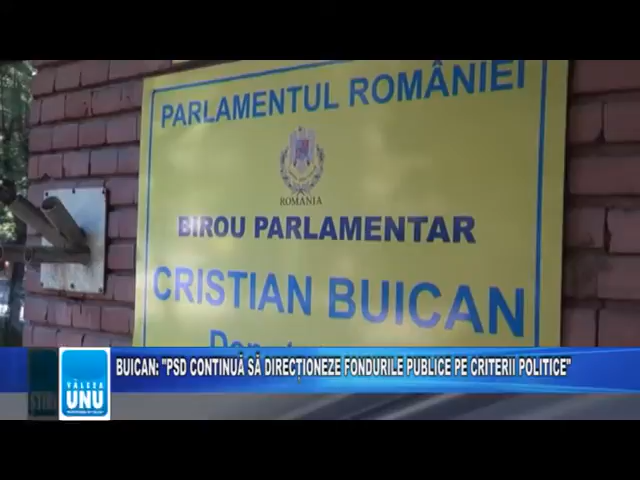 PARLAMENTUL ROMÂNIEI
ROMANIA
BIROU PARLAMENTAR
CRISTIAN BUICAN
BUICAN: "PSD CONTINUĂ SĂ DIRECȚIONEZE FONDURILE PUBLICE PE CRITERII POLITICE"
VÂLCEA
UNU